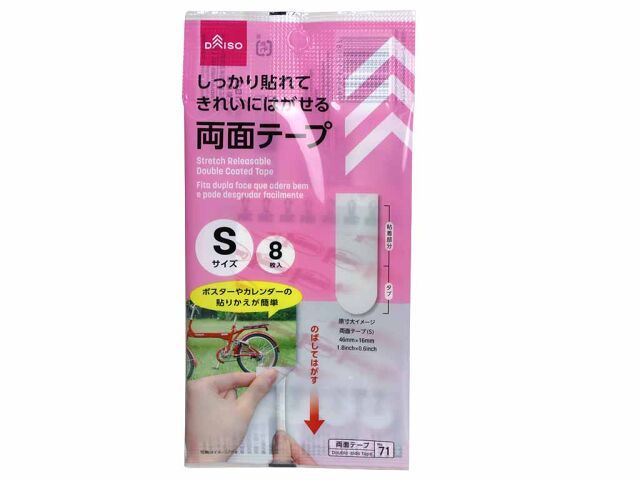 DAISO
しっかり貼れて
きれいにはがせる
両面テープ
Stretch Releasable
Double Coated Tape
Fita dupla face que adere bem
e pode desgrudar facilmente
S
サイズ
8
枚入
粘着部分
タブ
原寸大イメージ
両面テープ(S)
46mm×16mm
1.8inch×0.6inch
ポスターやカレンダーの
貼りかえが簡単
のばしてはがす
両面テープ
Double side tape
No.
71